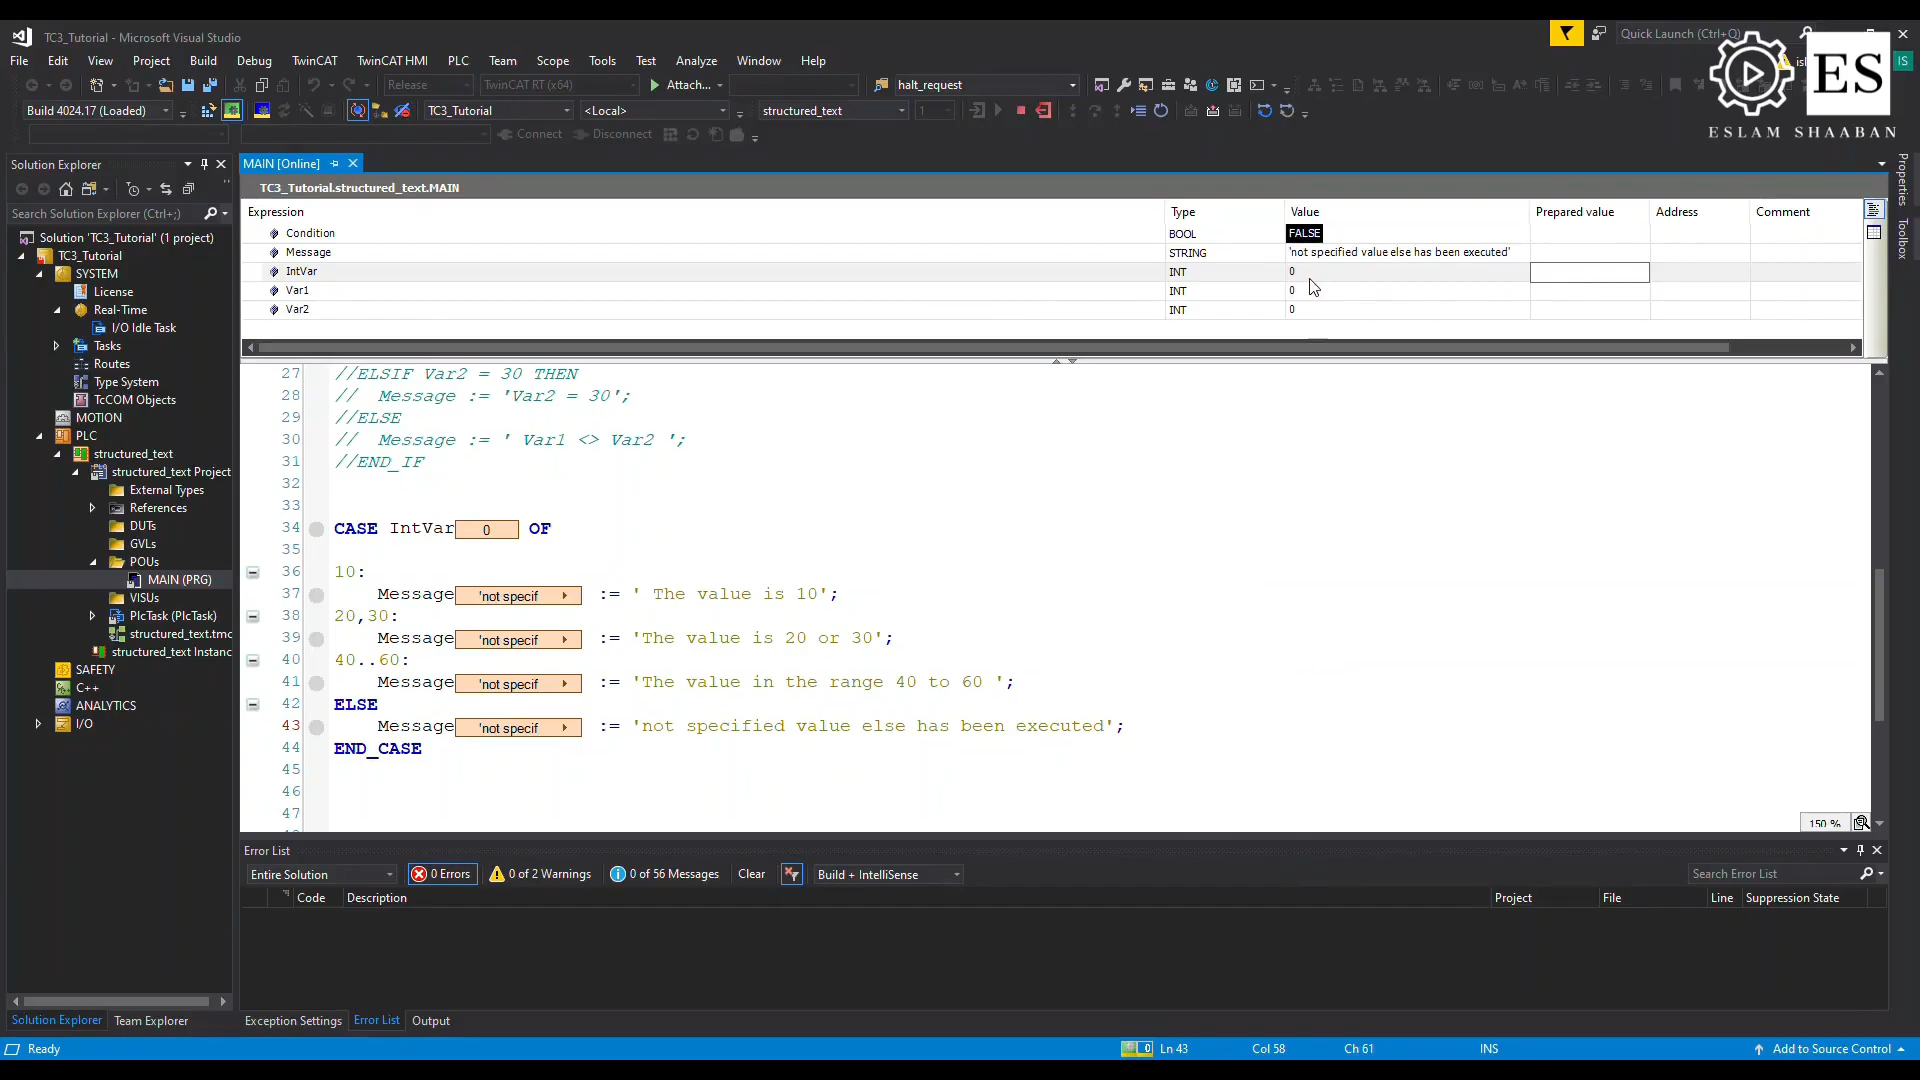 TC3_Tutorial - Microsoft Visual Studio
Quick Launch (Ctrl+Q)
File Edit View Project Build Debug TwinCAT TwinCAT HMI PLC Team Scope Tools Test Analyze Window Help
IS
ES
ESLAM SHAABAN
Release TwinCAT RT (x64) Attach... halt_request
Build 4024.17 (Loaded) TC3_Tutorial <Local> structured_text 1
Connect Disconnect
Solution Explorer
MAIN [Online]
Properties
Toolbox
TC3_Tutorial.structured_text.MAIN
Search Solution Explorer (Ctrl+;)
Solution 'TC3_Tutorial' (1 project)
TC3_Tutorial
SYSTEM
License
Real-Time
I/O Idle Task
Tasks
Routes
Type System
TcCOM Objects
MOTION
PLC
structured_text
structured_text Project
External Types
References
DUTs
GVLs
POUs
MAIN (PRG)
VISUs
PlcTask (PlcTask)
structured_text.tmc
structured_text Instanc
SAFETY
C++
ANALYTICS
I/O
Expression Type Value Prepared value Address Comment
Condition BOOL FALSE
Message STRING 'not specified value else has been executed'
IntVar INT 0
Var1 INT 0
Var2 INT 0
27 //ELSIF Var2 = 30 THEN
28 // Message := 'Var2 = 30';
29 //ELSE
30 // Message := ' Var1 <> Var2 ';
31 //END_IF
32
33
34 CASE IntVar 0 OF
35
36 10:
37 Message 'not specif := ' The value is 10';
38 20,30:
39 Message 'not specif := 'The value is 20 or 30';
40 40..60:
41 Message 'not specif := 'The value in the range 40 to 60 ';
42 ELSE
43 Message 'not specif := 'not specified value else has been executed';
44 END_CASE
45
46
47
150 %
Error List
Entire Solution 0 Errors 0 of 2 Warnings 0 of 56 Messages Clear Build + IntelliSense Search Error List
Code Description Project File Line Suppression State
Solution Explorer Team Explorer Exception Settings Error List Output
Ready 0 Ln 43 Col 58 Ch 61 INS Add to Source Control